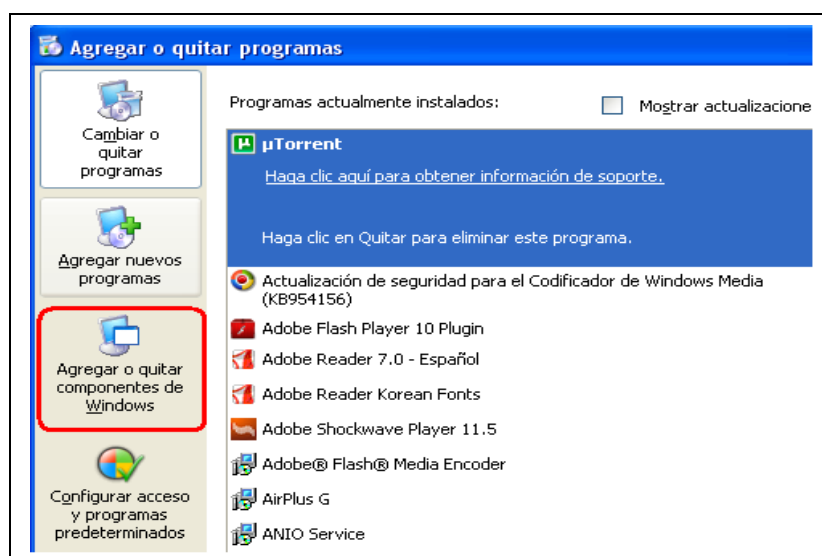 Agregar o quitar programas
Cambiar o
quitar
programas
Agregar nuevos
programas
Agregar o quitar
componentes de
Windows
Configurar acceso
y programas
predeterminados
Programas actualmente instalados:
Mostrar actualizacione
µTorrent
Haga clic aquí para obtener información de soporte.
Haga clic en Quitar para eliminar este programa.
Actualización de seguridad para el Codificador de Windows Media
(KB954156)
Adobe Flash Player 10 Plugin
Adobe Reader 7.0 - Español
Adobe Reader Korean Fonts
Adobe Shockwave Player 11.5
Adobe® Flash® Media Encoder
AirPlus G
ANIO Service